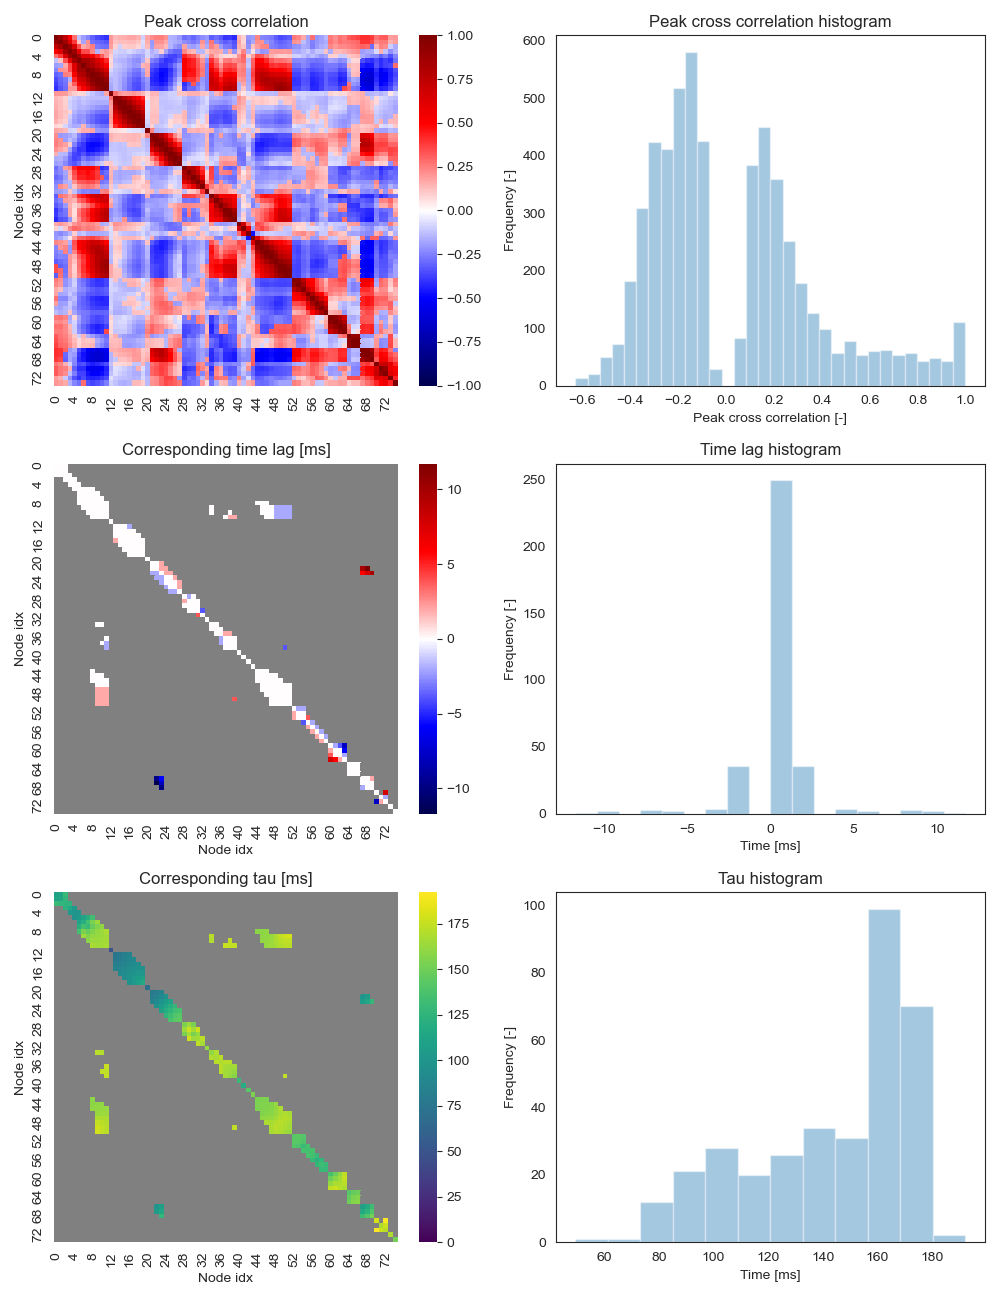 Peak cross correlation
Node idx
0 4 8 12 16 20 24 28 32 36 40 44 48 52 56 60 64 68 72
0 4 8 12 16 20 24 28 32 36 40 44 48 52 56 60 64 68 72
1.00
0.75
0.50
0.25
0.00
−0.25
−0.50
−0.75
−1.00
Peak cross correlation histogram
Frequency [-]
600
500
400
300
200
100
0
−0.6 −0.4 −0.2 0.0 0.2 0.4 0.6 0.8 1.0
Peak cross correlation [-]
Corresponding time lag [ms]
Node idx
0 4 8 12 16 20 24 28 32 36 40 44 48 52 56 60 64 68 72
0 4 8 12 16 20 24 28 32 36 40 44 48 52 56 60 64 68 72
Node idx
10
5
0
−5
−10
Time lag histogram
Frequency [-]
250
200
150
100
50
0
−10 −5 0 5 10
Time [ms]
Corresponding tau [ms]
Node idx
0 4 8 12 16 20 24 28 32 36 40 44 48 52 56 60 64 68 72
0 4 8 12 16 20 24 28 32 36 40 44 48 52 56 60 64 68 72
Node idx
175
150
125
100
75
50
25
0
Tau histogram
Frequency [-]
100
80
60
40
20
0
60 80 100 120 140 160 180
Time [ms]